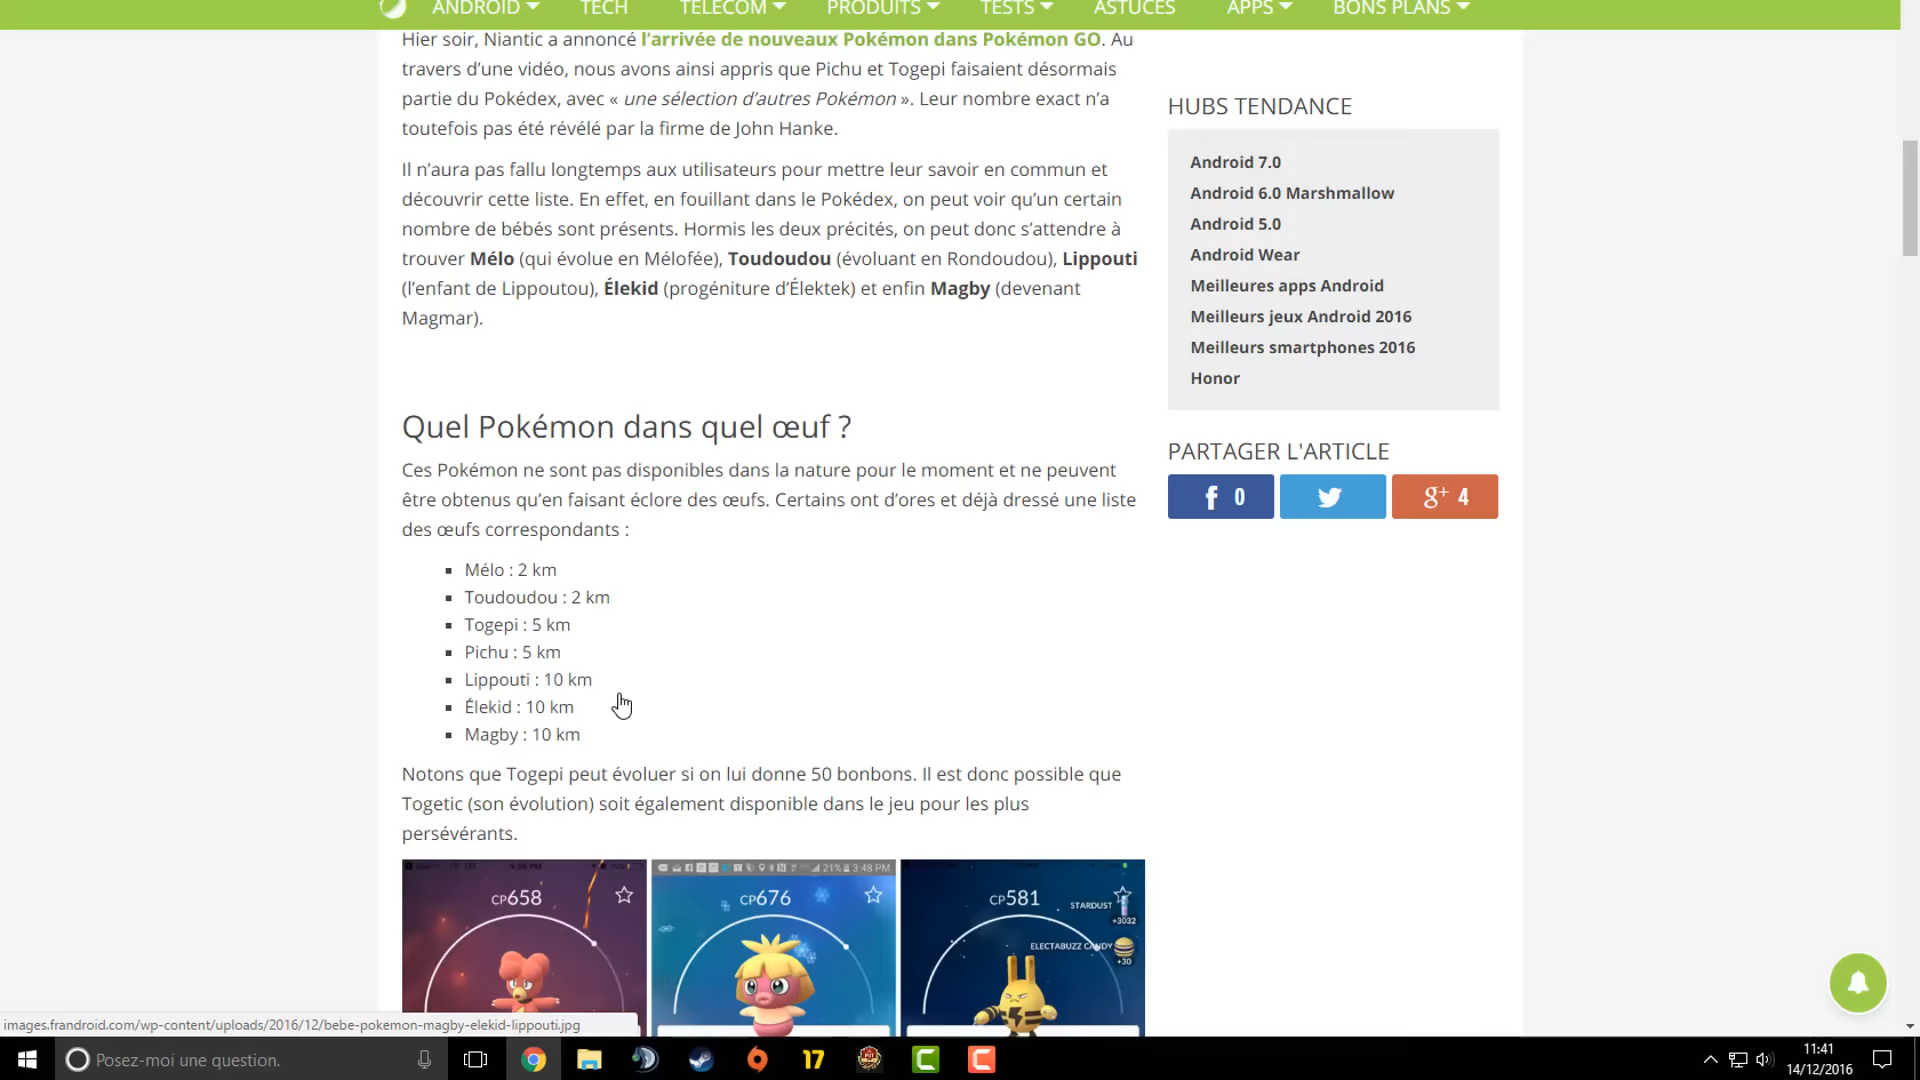 ANDROID TECH TELECOM PRODUITS TESTS ASTUCES APPS BONS PLANS
Hier soir, Niantic a annoncé l’arrivée de nouveaux Pokémon dans Pokémon GO. Au
travers d’une vidéo, nous avons ainsi appris que Pichu et Togepi faisaient désormais
partie du Pokédex, avec « une sélection d’autres Pokémon ». Leur nombre exact n’a
toutefois pas été révélé par la firme de John Hanke.
Il n’aura pas fallu longtemps aux utilisateurs pour mettre leur savoir en commun et
découvrir cette liste. En effet, en fouillant dans le Pokédex, on peut voir qu’un certain
nombre de bébés sont présents. Hormis les deux précités, on peut donc s’attendre à
trouver Mélo (qui évolue en Mélofée), Toudoudou (évoluant en Rondoudou), Lippouti
(l’enfant de Lippoutou), Élekid (progéniture d’Élektek) et enfin Magby (devenant
Magmar).
Quel Pokémon dans quel œuf ?
Ces Pokémon ne sont pas disponibles dans la nature pour le moment et ne peuvent
être obtenus qu’en faisant éclore des œufs. Certains ont d’ores et déjà dressé une liste
des œufs correspondants :
Mélo : 2 km
Toudoudou : 2 km
Togepi : 5 km
Pichu : 5 km
Lippouti : 10 km
Élekid : 10 km
Magby : 10 km
Notons que Togepi peut évoluer si on lui donne 50 bonbons. Il est donc possible que
Togetic (son évolution) soit également disponible dans le jeu pour les plus
persévérants.
CP658
21% 3:48 PM
CP676
CP581
STARDUST
+3032
ELECTABUZZ CANDY
+30
HUBS TENDANCE
Android 7.0
Android 6.0 Marshmallow
Android 5.0
Android Wear
Meilleures apps Android
Meilleurs jeux Android 2016
Meilleurs smartphones 2016
Honor
PARTAGER L'ARTICLE
f 0
g+ 4
images.frandroid.com/wp-content/uploads/2016/12/bebe-pokemon-magby-elekid-lippouti.jpg
Posez-moi une question.
17
11:41
14/12/2016